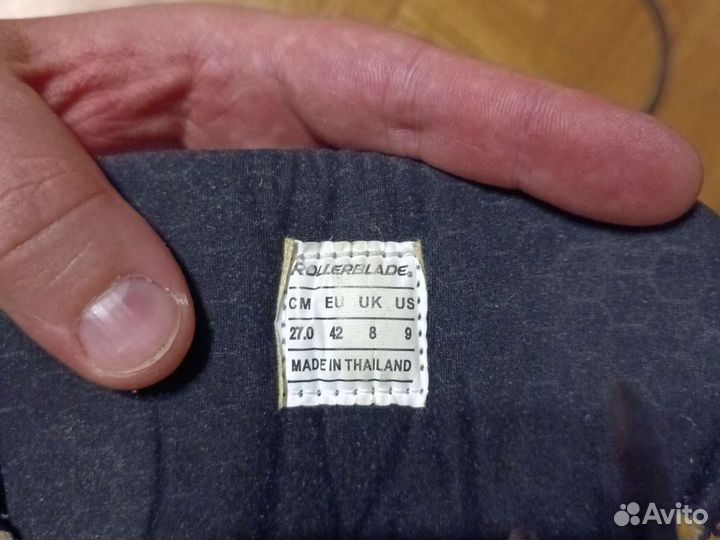 ROLLERBLADE®
CM EU UK US
27.0 42 8 9
MADE IN THAILAND
Avito